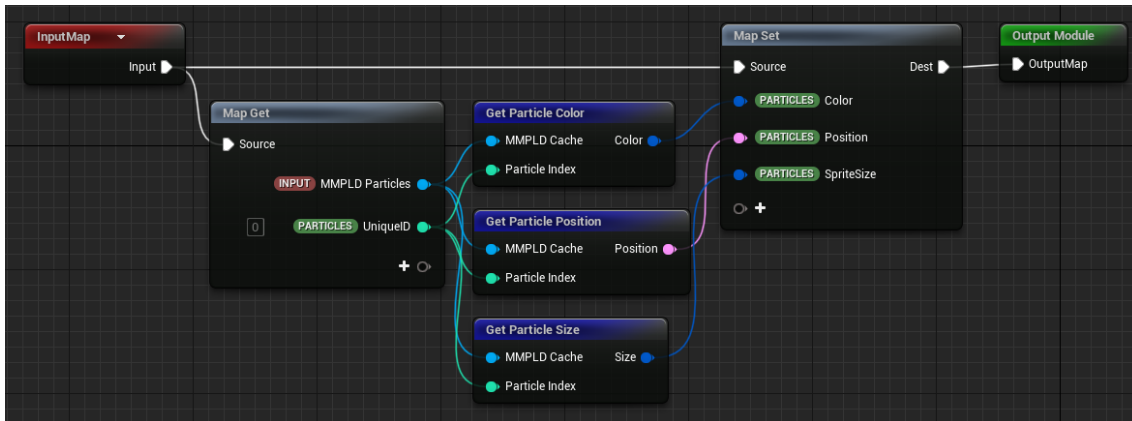 InputMap
Input
Map Get
Source
INPUT MMPLD Particles
0 PARTICLES UniqueID
+
Get Particle Color
MMPLD Cache Color
Particle Index
Get Particle Position
MMPLD Cache Position
Particle Index
Get Particle Size
MMPLD Cache Size
Particle Index
Map Set
Source Dest
PARTICLES Color
PARTICLES Position
PARTICLES SpriteSize
+
Output Module
OutputMap